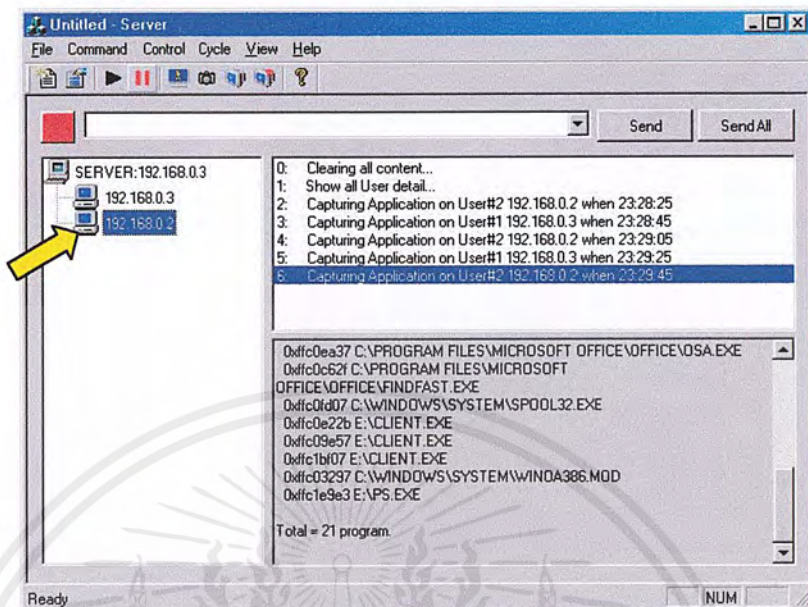 Untitled - Server
File Command Control Cycle View Help
Send
Send All
SERVER:192.168.0.3
192.168.0.3
192.168.0.2
0: Clearing all content...
1: Show all User detail...
2: Capturing Application on User#2 192.168.0.2 when 23:28:25
3: Capturing Application on User#1 192.168.0.3 when 23:28:45
4: Capturing Application on User#2 192.168.0.2 when 23:29:05
5: Capturing Application on User#1 192.168.0.3 when 23:29:25
6: Capturing Application on User#2 192.168.0.2 when 23:29:45
0xffc0ea37 C:\PROGRAM FILES\MICROSOFT OFFICE\OFFICE\OSA.EXE
0xffc0c62f C:\PROGRAM FILES\MICROSOFT
OFFICE\OFFICE\FINDFAST.EXE
0xffc0fd07 C:\WINDOWS\SYSTEM\SPOOL32.EXE
0xffc0e22b E:\CLIENT.EXE
0xffc09e57 E:\CLIENT.EXE
0xffc1bf07 E:\CLIENT.EXE
0xffc03297 C:\WINDOWS\SYSTEM\WINOA386.MOD
0xffc1e9e3 E:\PS.EXE
Total = 21 program.
Ready
NUM